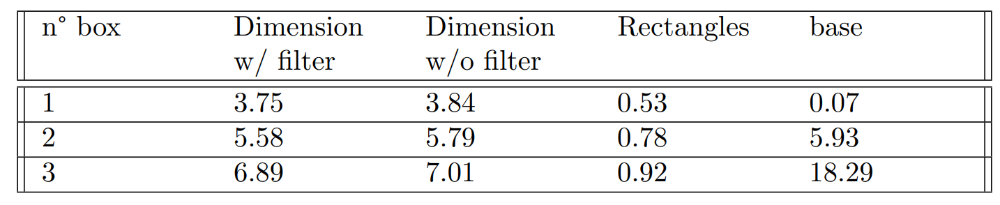 n° box Dimension w/ filter Dimension w/o filter Rectangles base
1 3.75 3.84 0.53 0.07
2 5.58 5.79 0.78 5.93
3 6.89 7.01 0.92 18.29